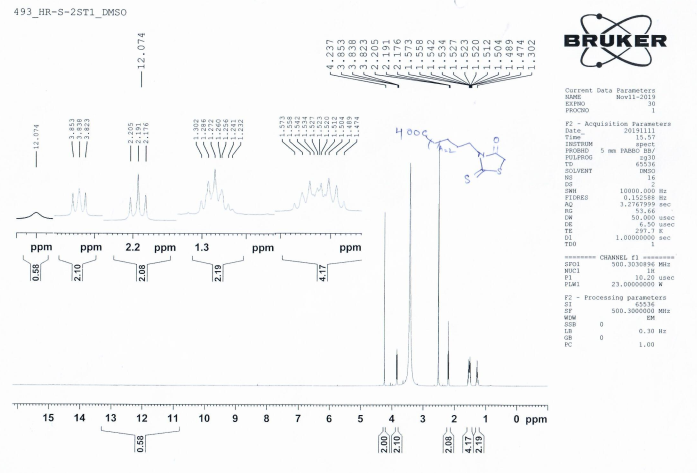 493_HR-S-2ST1_DMSO
12.074
4.237
3.853
3.838
3.823
2.205
2.191
2.176
1.573
1.558
1.542
1.534
1.527
1.523
1.520
1.512
1.504
1.489
1.474
1.302
BRUKER
Current Data Parameters
NAME Nov11-2019
EXPNO 30
PROCNO 1
F2 - Acquisition Parameters
Date_ 20191111
Time 15.57
INSTRUM spect
PROBHD 5 mm PABBO BB/
PULPROG zg30
TD 65536
SOLVENT DMSO
NS 16
DS 2
SWH 10000.000 Hz
FIDRES 0.152588 Hz
AQ 3.2767999 sec
RG 53.66
DW 50.000 usec
DE 6.50 usec
TE 297.7 K
D1 1.00000000 sec
TD0 1
======== CHANNEL f1 ========
SFO1 500.3030896 MHz
NUC1 1H
P1 10.20 usec
PLW1 23.00000000 W
F2 - Processing parameters
SI 65536
SF 500.3000000 MHz
WDW EM
SSB 0
LB 0.30 Hz
GB 0
PC 1.00
12.074
3.853
3.838
3.823
2.205
2.191
2.176
1.302
1.286
1.272
1.260
1.256
1.241
1.232
1.573
1.558
1.542
1.534
1.527
1.523
1.520
1.512
1.504
1.489
1.474
N
O
S
S
ppm ppm 2.2 ppm 1.3 ppm ppm
0.58 2.10 2.08 2.19 4.17
15 14 13 12 11 10 9 8 7 6 5 4 3 2 1 0 ppm
0.58 2.00 2.10 2.08 4.17 2.19